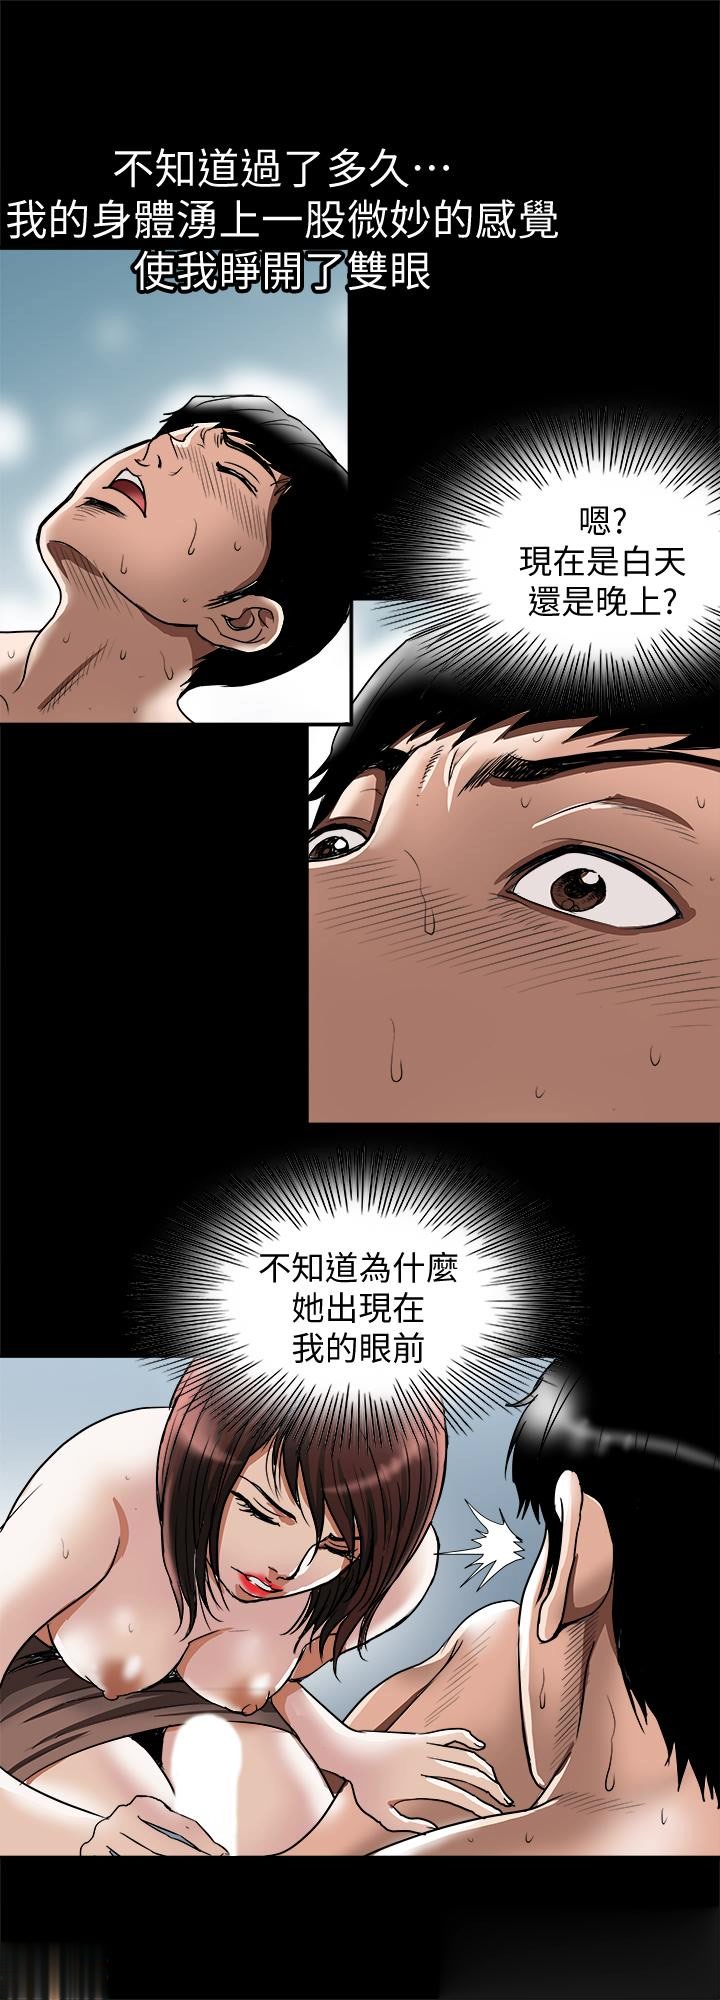 不知道過了多久…
我的身體湧上一股微妙的感覺
使我睜開了雙眼
嗯?
現在是白天
還是晚上?
不知道為什麼
她出現在
我的眼前